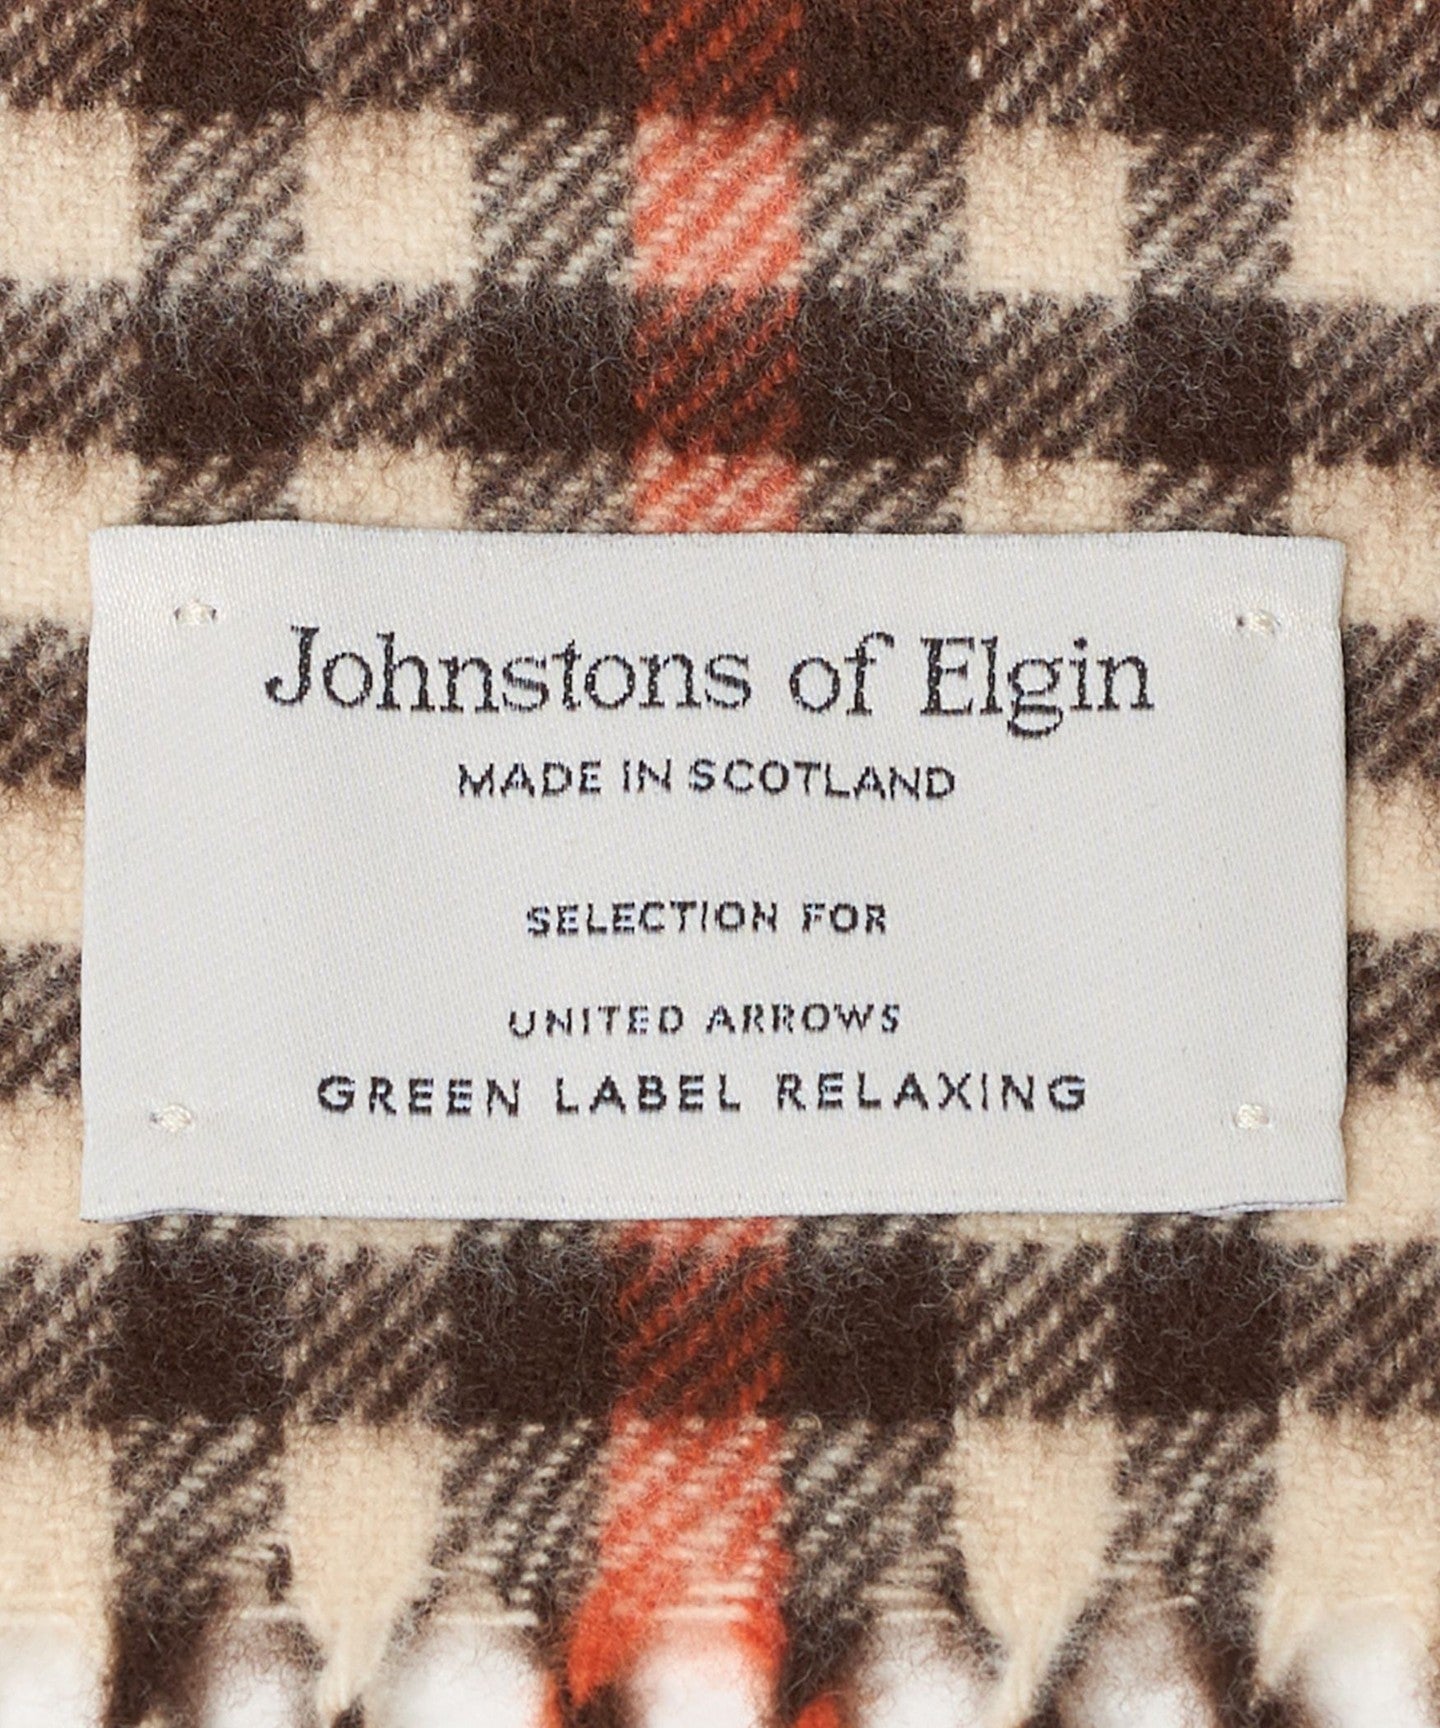 Johnstons of Elgin
MADE IN SCOTLAND
SELECTION FOR
UNITED ARROWS
GREEN LABEL RELAXING